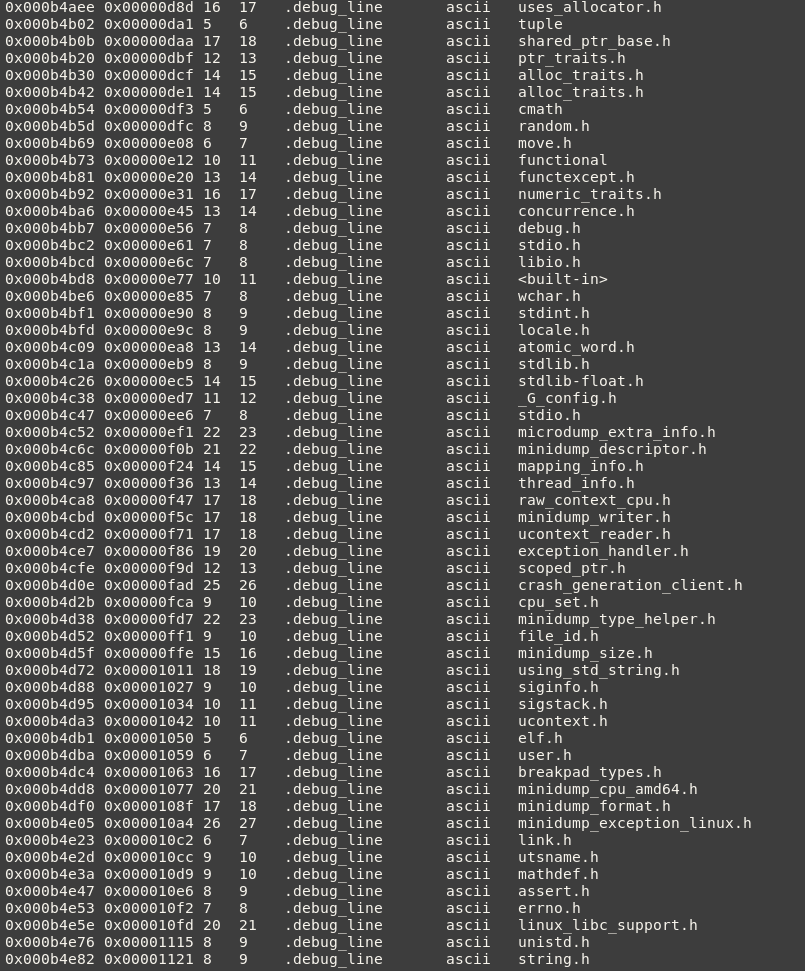 0x000b4aee 0x00000d8d 16 17 .debug_line ascii uses_allocator.h
0x000b4b02 0x00000da1 5 6 .debug_line ascii tuple
0x000b4b0b 0x00000daa 17 18 .debug_line ascii shared_ptr_base.h
0x000b4b20 0x00000dbf 12 13 .debug_line ascii ptr_traits.h
0x000b4b30 0x00000dcf 14 15 .debug_line ascii alloc_traits.h
0x000b4b42 0x00000de1 14 15 .debug_line ascii alloc_traits.h
0x000b4b54 0x00000df3 5 6 .debug_line ascii cmath
0x000b4b5d 0x00000dfc 8 9 .debug_line ascii random.h
0x000b4b69 0x00000e08 6 7 .debug_line ascii move.h
0x000b4b73 0x00000e12 10 11 .debug_line ascii functional
0x000b4b81 0x00000e20 13 14 .debug_line ascii functexcept.h
0x000b4b92 0x00000e31 16 17 .debug_line ascii numeric_traits.h
0x000b4ba6 0x00000e45 13 14 .debug_line ascii concurrence.h
0x000b4bb7 0x00000e56 7 8 .debug_line ascii debug.h
0x000b4bc2 0x00000e61 7 8 .debug_line ascii stdio.h
0x000b4bcd 0x00000e6c 7 8 .debug_line ascii libio.h
0x000b4bd8 0x00000e77 10 11 .debug_line ascii <built-in>
0x000b4be6 0x00000e85 7 8 .debug_line ascii wchar.h
0x000b4bf1 0x00000e90 8 9 .debug_line ascii stdint.h
0x000b4bfd 0x00000e9c 8 9 .debug_line ascii locale.h
0x000b4c09 0x00000ea8 13 14 .debug_line ascii atomic_word.h
0x000b4c1a 0x00000eb9 8 9 .debug_line ascii stdlib.h
0x000b4c26 0x00000ec5 14 15 .debug_line ascii stdlib-float.h
0x000b4c38 0x00000ed7 11 12 .debug_line ascii _G_config.h
0x000b4c47 0x00000ee6 7 8 .debug_line ascii stdio.h
0x000b4c52 0x00000ef1 22 23 .debug_line ascii microdump_extra_info.h
0x000b4c6c 0x00000f0b 21 22 .debug_line ascii minidump_descriptor.h
0x000b4c85 0x00000f24 14 15 .debug_line ascii mapping_info.h
0x000b4c97 0x00000f36 13 14 .debug_line ascii thread_info.h
0x000b4ca8 0x00000f47 17 18 .debug_line ascii raw_context_cpu.h
0x000b4cbd 0x00000f5c 17 18 .debug_line ascii minidump_writer.h
0x000b4cd2 0x00000f71 17 18 .debug_line ascii ucontext_reader.h
0x000b4ce7 0x00000f86 19 20 .debug_line ascii exception_handler.h
0x000b4cfe 0x00000f9d 12 13 .debug_line ascii scoped_ptr.h
0x000b4d0e 0x00000fad 25 26 .debug_line ascii crash_generation_client.h
0x000b4d2b 0x00000fca 9 10 .debug_line ascii cpu_set.h
0x000b4d38 0x00000fd7 22 23 .debug_line ascii minidump_type_helper.h
0x000b4d52 0x00000ff1 9 10 .debug_line ascii file_id.h
0x000b4d5f 0x00000ffe 15 16 .debug_line ascii minidump_size.h
0x000b4d72 0x00001011 18 19 .debug_line ascii using_std_string.h
0x000b4d88 0x00001027 9 10 .debug_line ascii siginfo.h
0x000b4d95 0x00001034 10 11 .debug_line ascii sigstack.h
0x000b4da3 0x00001042 10 11 .debug_line ascii ucontext.h
0x000b4db1 0x00001050 5 6 .debug_line ascii elf.h
0x000b4dba 0x00001059 6 7 .debug_line ascii user.h
0x000b4dc4 0x00001063 16 17 .debug_line ascii breakpad_types.h
0x000b4dd8 0x00001077 20 21 .debug_line ascii minidump_cpu_amd64.h
0x000b4df0 0x0000108f 17 18 .debug_line ascii minidump_format.h
0x000b4e05 0x000010a4 26 27 .debug_line ascii minidump_exception_linux.h
0x000b4e23 0x000010c2 6 7 .debug_line ascii link.h
0x000b4e2d 0x000010cc 9 10 .debug_line ascii utsname.h
0x000b4e3a 0x000010d9 9 10 .debug_line ascii mathdef.h
0x000b4e47 0x000010e6 8 9 .debug_line ascii assert.h
0x000b4e53 0x000010f2 7 8 .debug_line ascii errno.h
0x000b4e5e 0x000010fd 20 21 .debug_line ascii linux_libc_support.h
0x000b4e76 0x00001115 8 9 .debug_line ascii unistd.h
0x000b4e82 0x00001121 8 9 .debug_line ascii string.h